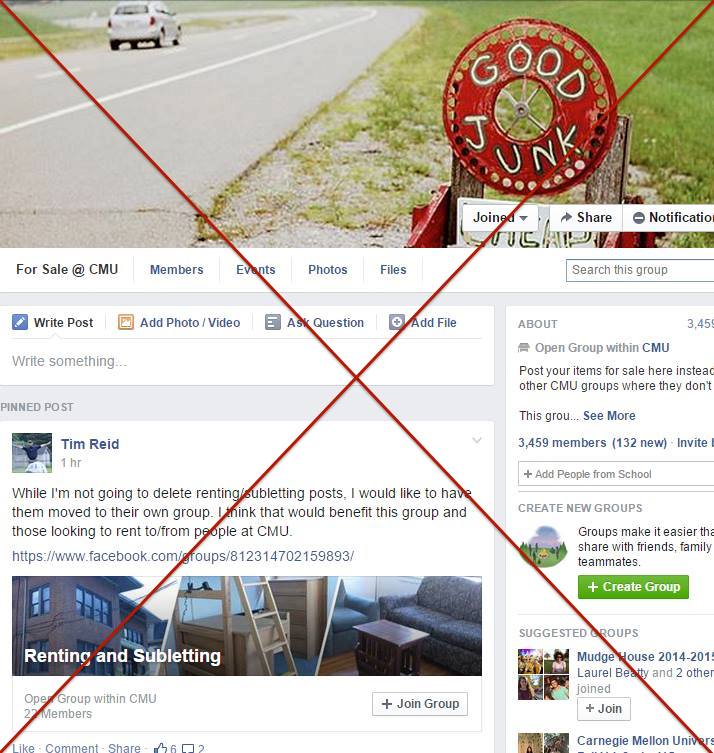 GOOD
JUNK
CHEAP
Joined
Share
Notification
For Sale @ CMU
Members
Events
Photos
Files
Search this group
Write Post
Add Photo / Video
Ask Question
Add File
Write something...
PINNED POST
Tim Reid
1 hr
While I'm not going to delete renting/subletting posts, I would like to have
them moved to their own group. I think that would benefit this group and
those looking to rent to/from people at CMU.
https://www.facebook.com/groups/812314702159893/
Renting and Subletting
Open Group within CMU
22 Members
Join Group
Like · Comment · Share · 6 2
ABOUT
3,459
Open Group within CMU
Post your items for sale here instead
other CMU groups where they don't
This grou... See More
3,459 members (132 new) · Invite b
Add People from School
CREATE NEW GROUPS
Groups make it easier tha
share with friends, family
teammates.
Create Group
SUGGESTED GROUPS
Mudge House 2014-2015
Laurel Beatty and 2 other
joined
Join
Carnegie Mellon Univers